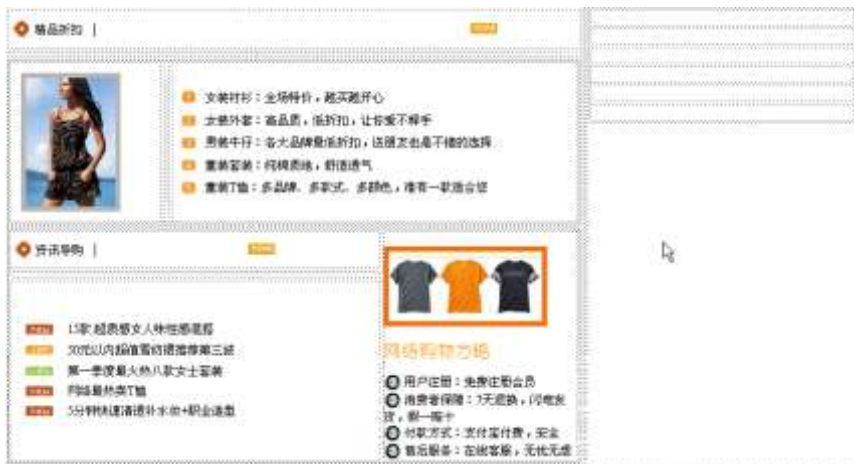 精品折扣 |
女装衬衫：全场特价，越买越开心
女装外套：高品质，低折扣，让你爱不释手
男装牛仔：各大品牌最低折扣，送朋友也是不错的选择
童装套装：纯棉质地，舒适透气
童装T恤：多品牌、多款式、多颜色，准有一款适合您
资讯导购 |
15款超质感女人味性感毛搭
50元以内超值雪纺裙推荐第三波
第一季度最火热八款女士套装
网络最热卖T恤
5分钟快速清透补水妆+职业造型
网络购物方略
用户注册：免费注册会员
消费者保障：7天退换，闪电发
货，假一赔十
付款方式：支付宝付费，安全
售后服务：在线客服，无忧无虑